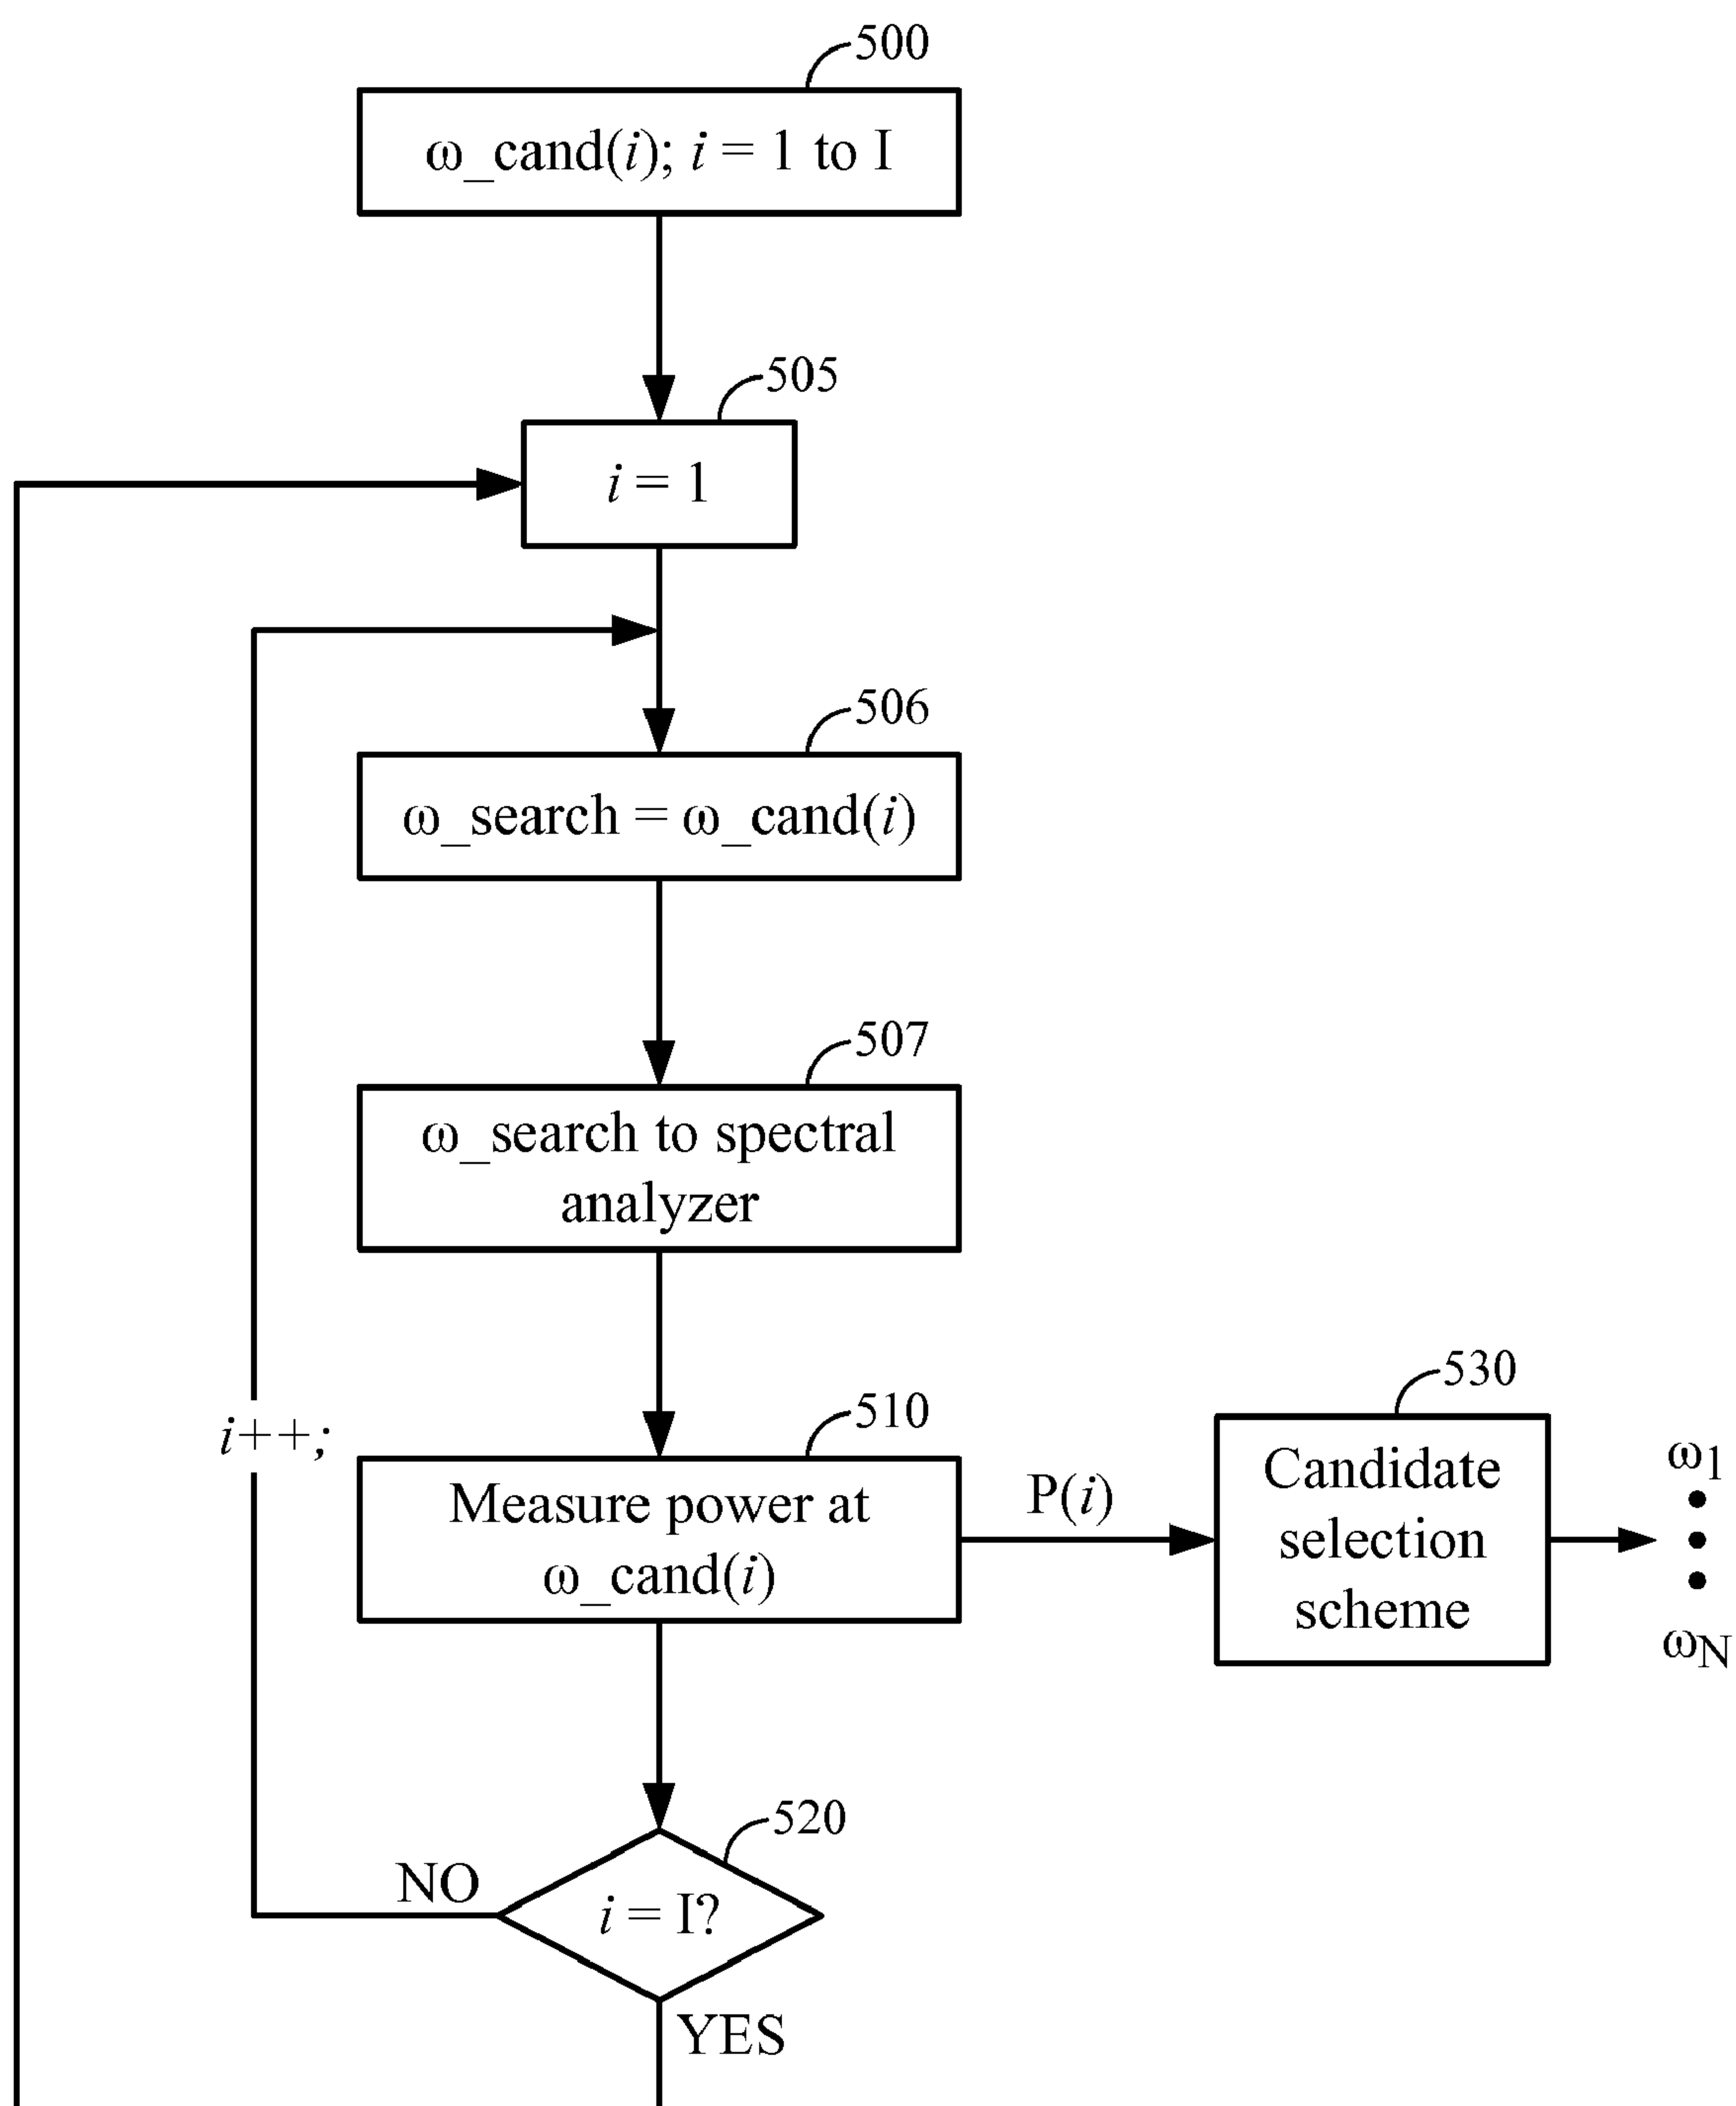 500
ω_cand(i); i = 1 to I
505
i = 1
506
ω_search = ω_cand(i)
507
ω_search to spectral
analyzer
510
Measure power at
ω_cand(i)
P(i)
530
Candidate
selection
scheme
ω1
ωN
i++;
520
i = I?
NO
YES